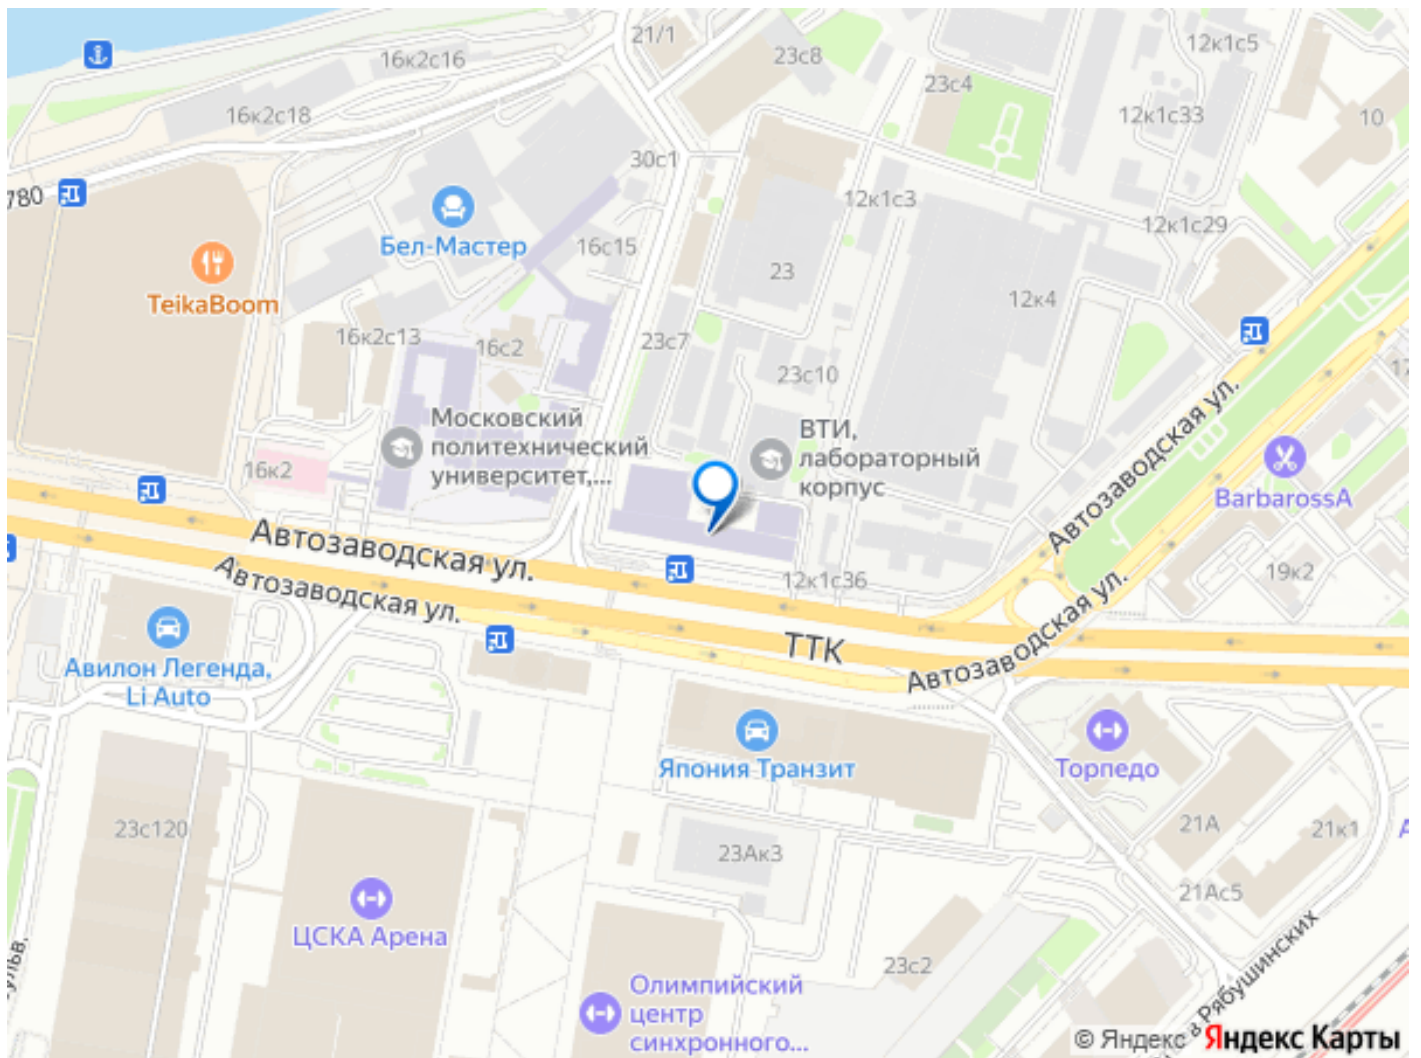 21/1
12к1с5
16к2с16
23с8
23с4
16к2с18
12к1с33
10
30с1
780
12к1с3
12к1с29
Бел-Мастер
16с15
23
TeikaBoom
12к4
16к2с13
16с2
23с7
17
23с10
Московский
политехнический
университет,...
ВТИ,
лабораторный
корпус
Автозаводская ул.
16к2
BarbarossA
Автозаводская ул.
Автозаводская ул.
12к1с36
19к2
Автозаводская ул.
ТТК
Авилон Легенда,
Li Auto
Япония Транзит
Торпедо
23с120
23Ак3
21А
21к1
21Ас5
ЦСКА Арена
23с2
Олимпийский
центр
синхронного...
Рябушинских
© Яндекс Яндекс Карты